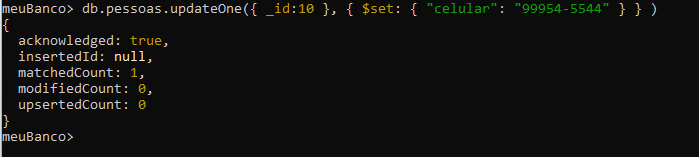 meuBanco> db.pessoas.updateOne({ _id:10 }, { $set: { "celular": "99954-5544" } } )
{
  acknowledged: true,
  insertedId: null,
  matchedCount: 1,
  modifiedCount: 0,
  upsertedCount: 0
}
meuBanco>